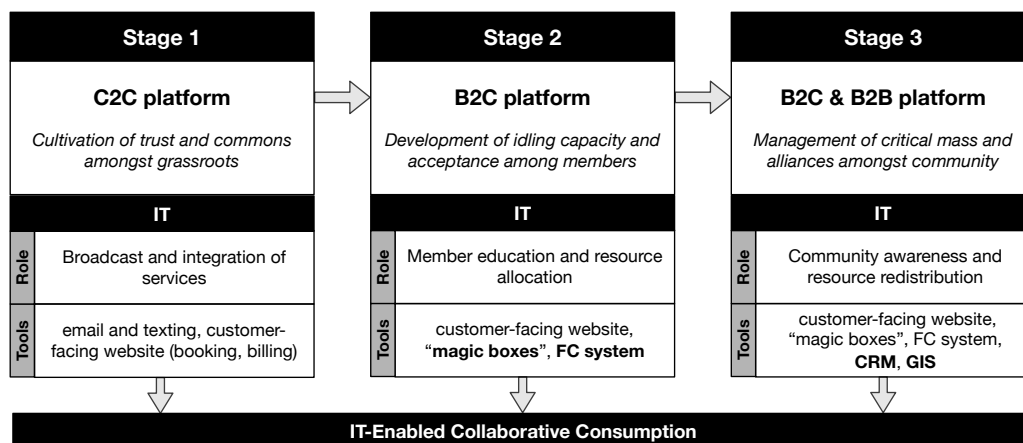 Stage 1
C2C platform
Cultivation of trust and commons
amongst grassroots
IT
Role
Broadcast and integration of
services
Tools
email and texting, customer-
facing website (booking, billing)
Stage 2
B2C platform
Development of idling capacity and
acceptance among members
IT
Role
Member education and resource
allocation
Tools
customer-facing website,
“magic boxes”, FC system
Stage 3
B2C & B2B platform
Management of critical mass and
alliances amongst community
IT
Role
Community awareness and
resource redistribution
Tools
customer-facing website,
“magic boxes”, FC system,
CRM, GIS
IT-Enabled Collaborative Consumption